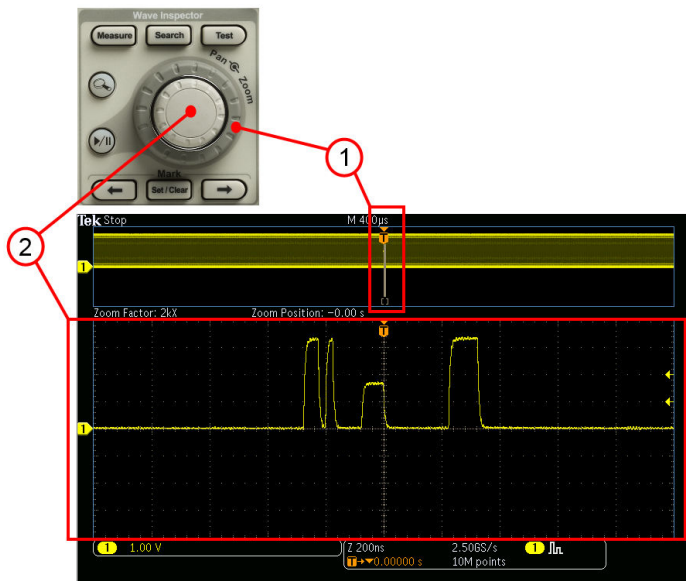 Wave Inspector
Measure Search Test
Pan Zoom
Mark
← Set / Clear →
1
2
Tek Stop M 400µs
T
1
[]
Zoom Factor: 2kX Zoom Position: -0.00 s
T
1
1 1.00 V
Z 200ns 2.50GS/s 1
T→▼0.00000 s 10M points